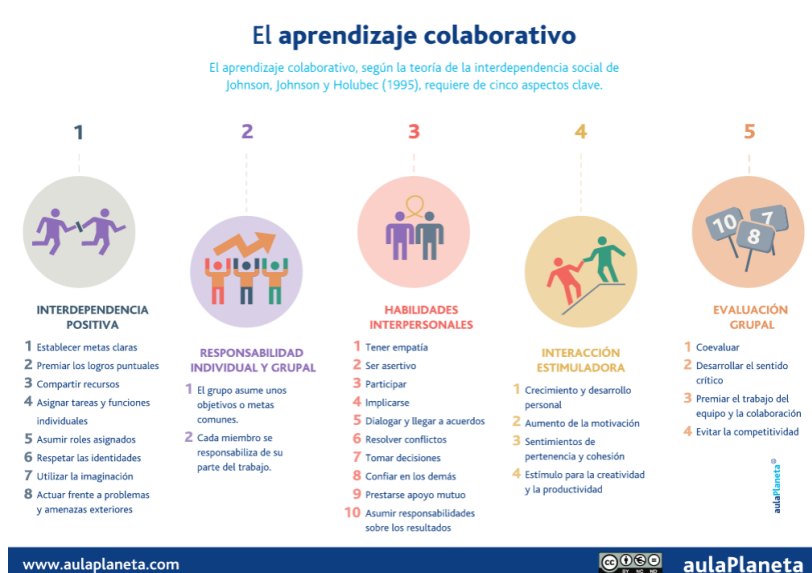 El aprendizaje colaborativo
El aprendizaje colaborativo, según la teoría de la interdependencia social de
Johnson, Johnson y Holubec (1995), requiere de cinco aspectos clave.
1
INTERDEPENDENCIA
POSITIVA
1 Establecer metas claras
2 Premiar los logros puntuales
3 Compartir recursos
4 Asignar tareas y funciones
individuales
5 Asumir roles asignados
6 Respetar las identidades
7 Utilizar la imaginación
8 Actuar frente a problemas
y amenazas exteriores
2
RESPONSABILIDAD
INDIVIDUAL Y GRUPAL
1 El grupo asume unos
objetivos o metas
comunes.
2 Cada miembro se
responsabiliza de su
parte del trabajo.
3
HABILIDADES
INTERPERSONALES
1 Tener empatía
2 Ser asertivo
3 Participar
4 Implicarse
5 Dialogar y llegar a acuerdos
6 Resolver conflictos
7 Tomar decisiones
8 Confiar en los demás
9 Prestarse apoyo mutuo
10 Asumir responsabilidades
sobre los resultados
4
INTERACCIÓN
ESTIMULADORA
1 Crecimiento y desarrollo
personal
2 Aumento de la motivación
3 Sentimientos de
pertenencia y cohesión
4 Estímulo para la creatividad
y la productividad
5
10
7
8
EVALUACIÓN
GRUPAL
1 Coevaluar
2 Desarrollar el sentido
crítico
3 Premiar el trabajo del
equipo y la colaboración
4 Evitar la competitividad
aulaPlaneta
www.aulaplaneta.com
cc
BY NC ND
aulaPlaneta